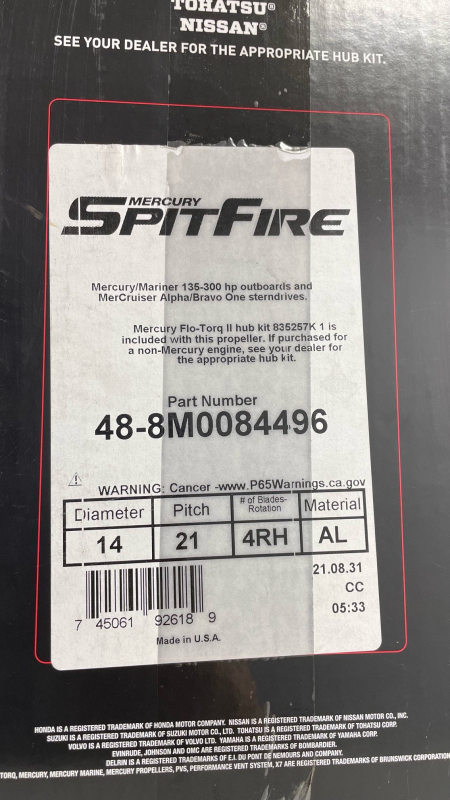 TOHATSU®
NISSAN®
SEE YOUR DEALER FOR THE APPROPRIATE HUB KIT.
MERCURY
SPITFIRE
Mercury/Mariner 135-300 hp outboards and
MerCruiser Alpha/Bravo One sterndrives.
Mercury Flo-Torq II hub kit 835257K 1 is
included with this propeller. If purchased for
a non-Mercury engine, see your dealer for
the appropriate hub kit.
Part Number
48-8M0084496
WARNING: Cancer -www.P65Warnings.ca.gov
Diameter Pitch # of Blades- Material
Rotation
14 21 4RH AL
21.08.31
CC
05:33
7 45061 92618 9
Made in U.S.A.
HONDA IS A REGISTERED TRADEMARK OF HONDA MOTOR COMPANY. NISSAN IS A REGISTERED TRADEMARK OF NISSAN MOTOR CO., INC.
SUZUKI IS A REGISTERED TRADEMARK OF SUZUKI MOTOR CO., LTD. TOHATSU IS A REGISTERED TRADEMARK OF TOHATSU CORP.
VOLVO IS A REGISTERED TRADEMARK OF VOLVO LTD. YAMAHA IS A REGISTERED TRADEMARK OF YAMAHA CORP.
EVINRUDE, JOHNSON AND OMC ARE REGISTERED TRADEMARKS OF BOMBARDIER.
DELRIN IS A REGISTERED TRADEMARK OF E.I. DU PONT DE NEMOURS AND COMPANY.
TORQ, MERCURY, MERCURY MARINE, MERCURY PROPELLERS, PVS, PERFORMANCE VENT SYSTEM, X7 ARE REGISTERED TRADEMARKS OF BRUNSWICK CORPORATION